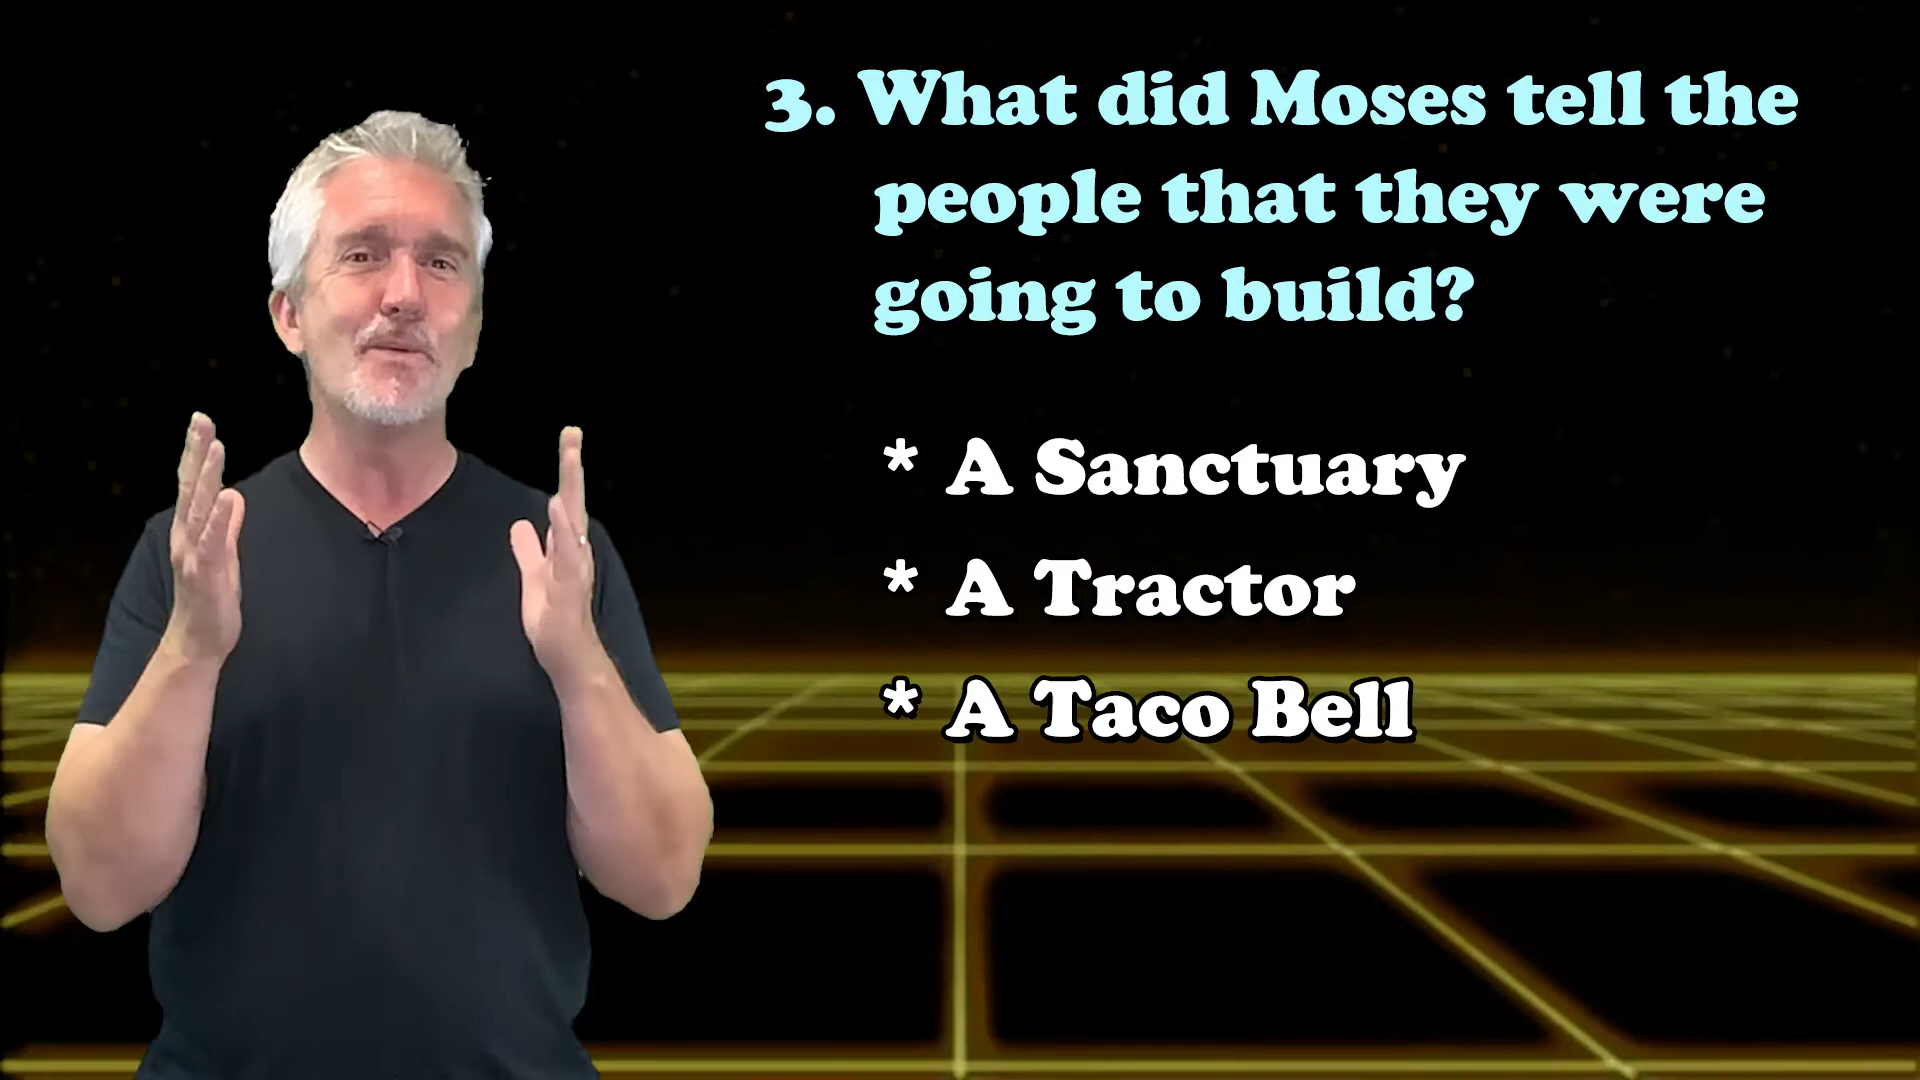 3. What did Moses tell the
people that they were
going to build?
* A Sanctuary
* A Tractor
* A Taco Bell